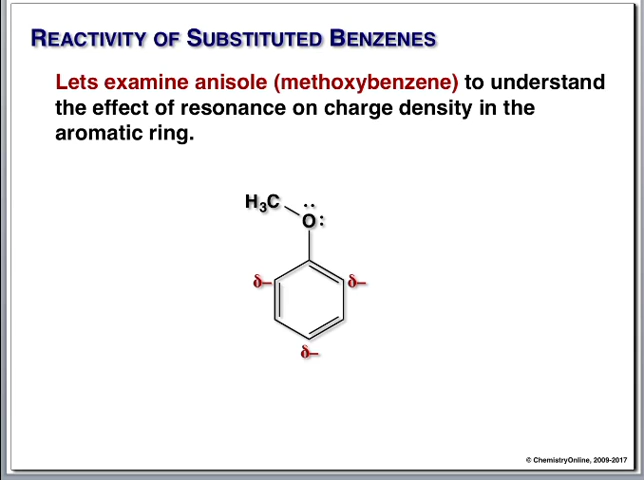 REACTIVITY OF SUBSTITUTED BENZENES
Lets examine anisole (methoxybenzene) to understand
the effect of resonance on charge density in the
aromatic ring.
H₃C
O
δ–
δ–
δ–
© ChemistryOnline, 2009-2017